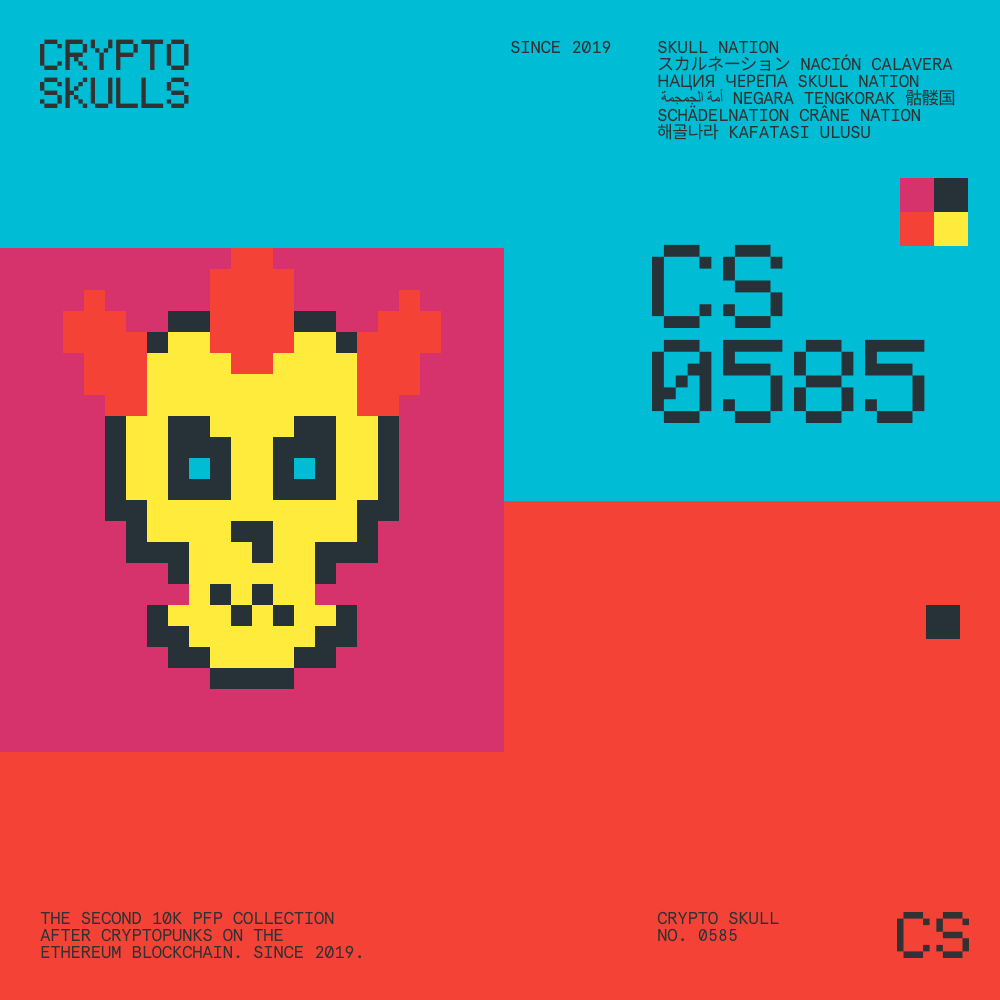 CRYPTO
SKULLS
SINCE 2019
SKULL NATION
スカルネーション NACIÓN CALAVERA
НАЦИЯ ЧЕРЕПА SKULL NATION
أمة الجمجمة NEGARA TENGKORAK 骷髅国
SCHÄDELNATION CRÂNE NATION
해골나라 KAFATASI ULUSU
CS
0585
THE SECOND 10K PFP COLLECTION
AFTER CRYPTOPUNKS ON THE
ETHEREUM BLOCKCHAIN. SINCE 2019.
CRYPTO SKULL
NO. 0585
CS